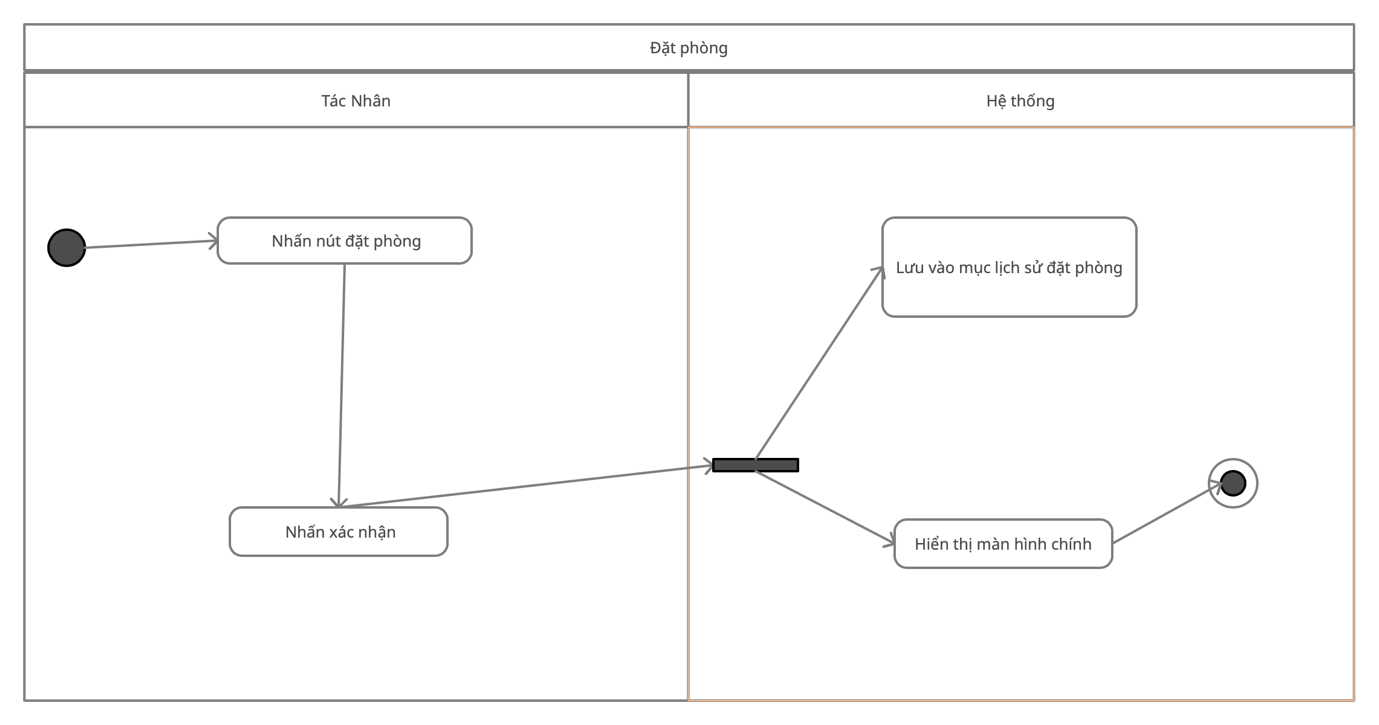 Đặt phòng
Tác Nhân
Hệ thống
Nhấn nút đặt phòng
Lưu vào mục lịch sử đặt phòng
Nhấn xác nhận
Hiển thị màn hình chính